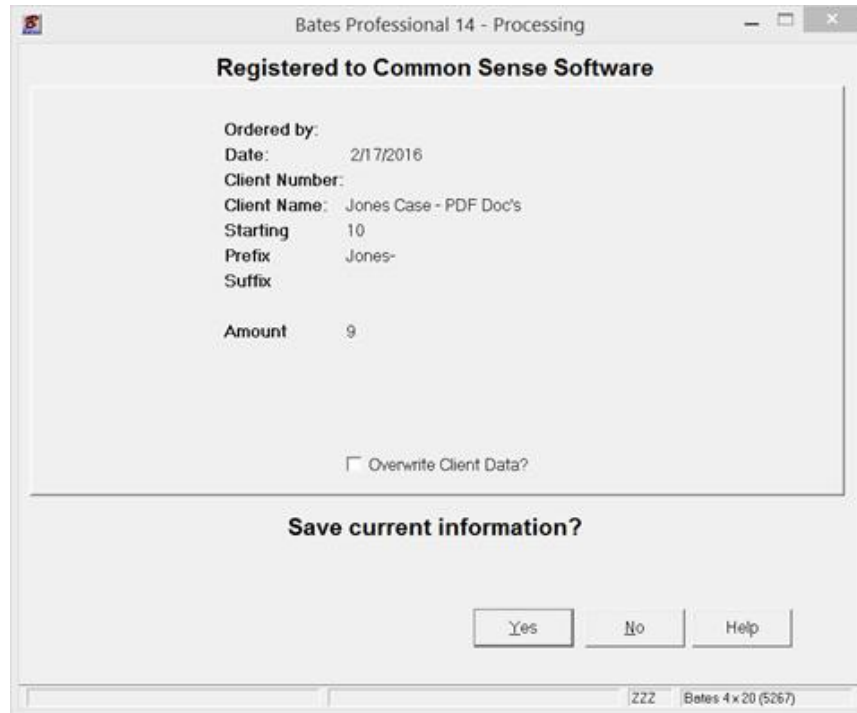 Bates Professional 14 - Processing
Registered to Common Sense Software
Ordered by:
Date: 2/17/2016
Client Number:
Client Name: Jones Case - PDF Doc's
Starting 10
Prefix Jones-
Suffix
Amount 9
Overwrite Client Data?
Save current information?
Yes No Help
ZZZ Bates 4 x 20 (5267)